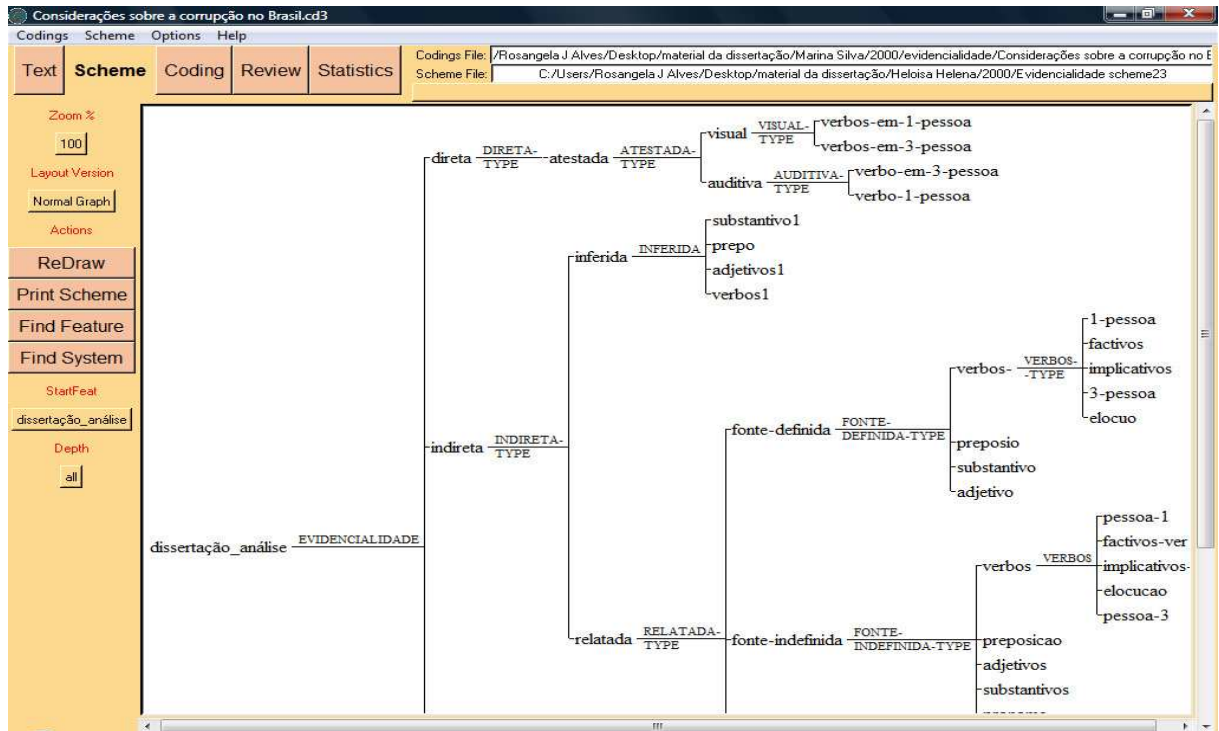 Considerações sobre a corrupção no Brasil.cd3
Codings Scheme Options Help
Text Scheme Coding Review Statistics
Codings File: /Rosangela J Alves/Desktop/material da dissertação/Marina Silva/2000/evidencialidade/Considerações sobre a corrupção no E
Scheme File: C:/Users/Rosangela J Alves/Desktop/material da dissertação/Heloisa Helena/2000/Evidencialidade scheme23
Zoom %
100
Layout Version
Normal Graph
Actions
ReDraw
Print Scheme
Find Feature
Find System
StartFeat
dissertação_análise
Depth
all
dissertação_análise EVIDENCIALIDADE
direta DIRETA-TYPE atestada ATESTADA-TYPE
visual VISUAL-TYPE
verbos-em-1-pessoa
verbos-em-3-pessoa
auditiva AUDITIVA-TYPE
verbo-em-3-pessoa
verbo-1-pessoa
indireta INDIRETA-TYPE
inferida INFERIDA
substantivo1
prepo
adjetivos1
verbos1
relatada RELATADA-TYPE
fonte-definida FONTE-DEFINIDA-TYPE
verbos- VERBOS--TYPE
1-pessoa
factivos
implicativos
3-pessoa
elocuo
preposio
substantivo
adjetivo
fonte-indefinida FONTE-INDEFINIDA-TYPE
verbos VERBOS
pessoa-1
factivos-ver
implicativos-
elocucao
pessoa-3
preposicao
adjetivos
substantivos